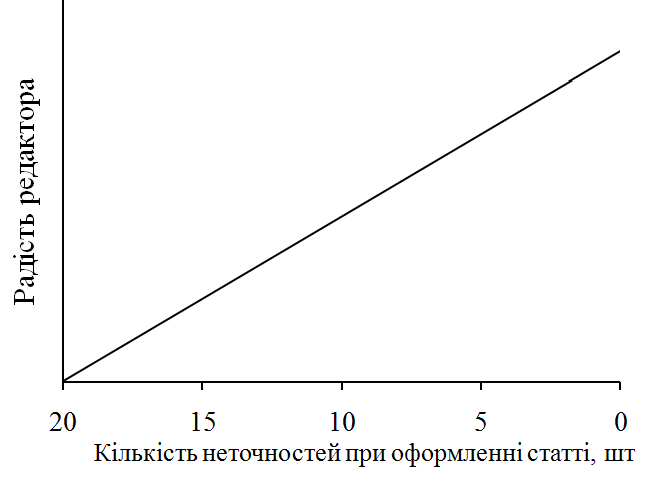 Радість редактора
20 15 10 5 0
Кількість неточностей при оформленні статті, шт